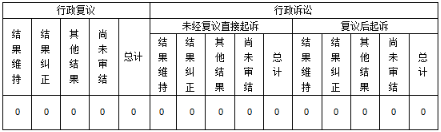 行政复议 行政诉讼
未经复议直接起诉 复议后起诉
结果维持 结果纠正 其他结果 尚未审结 总计 结果维持 结果纠正 其他结果 尚未审结 总计 结果维持 结果纠正 其他结果 尚未审结 总计
0 0 0 0 0 0 0 0 0 0 0 0 0 0 0